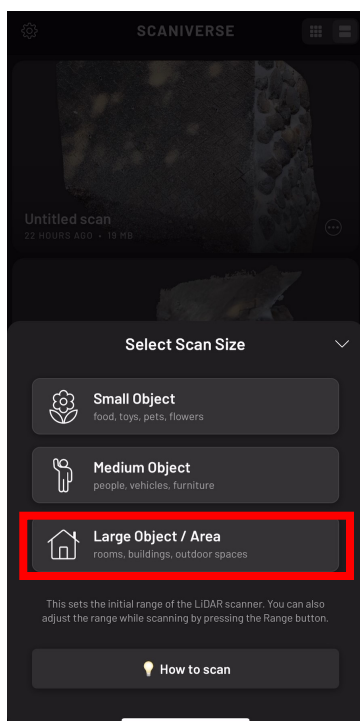 SCANIVERSE
Untitled scan
22 HOURS AGO • 19 MB
Select Scan Size
Small Object
food, toys, pets, flowers
Medium Object
people, vehicles, furniture
Large Object / Area
rooms, buildings, outdoor spaces
This sets the initial range of the LiDAR scanner. You can also
adjust the range while scanning by pressing the Range button.
How to scan